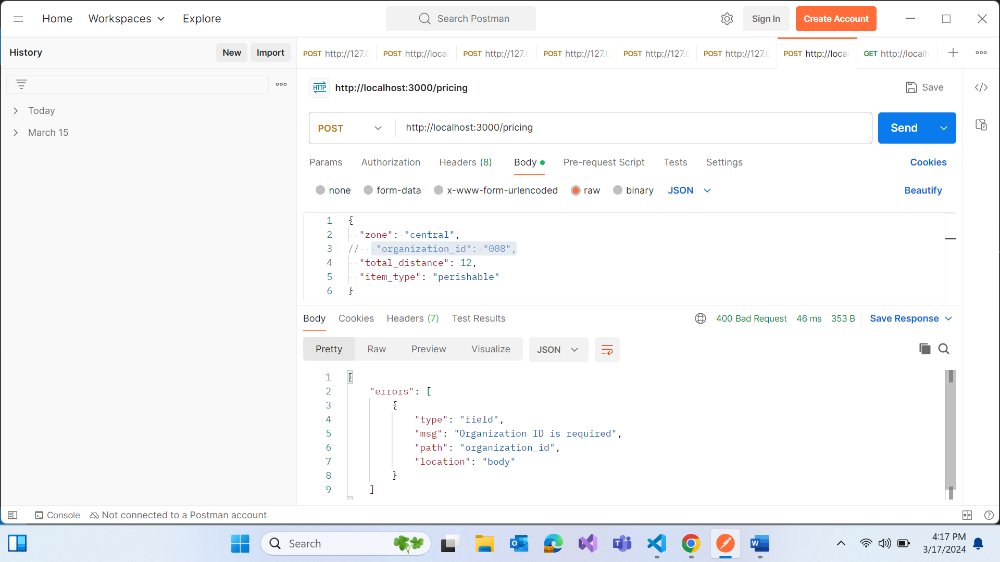 Home Workspaces Explore Search Postman Sign In Create Account
History New Import
POST http://127.0 POST http://local POST http://127.0 POST http://127.0 POST http://127.0 POST http://127.0 POST http://local GET http://localh
HTTP http://localhost:3000/pricing Save
Today
March 15
POST http://localhost:3000/pricing Send
Params Authorization Headers (8) Body Pre-request Script Tests Settings Cookies
none form-data x-www-form-urlencoded raw binary JSON Beautify
1 {
2 "zone": "central",
3 // "organization_id": "008",
4 "total_distance": 12,
5 "item_type": "perishable"
6 }
Body Cookies Headers (7) Test Results 400 Bad Request 46 ms 353 B Save Response
Pretty Raw Preview Visualize JSON
1 {
2 "errors": [
3 {
4 "type": "field",
5 "msg": "Organization ID is required",
6 "path": "organization_id",
7 "location": "body"
8 }
9 ]
Console Not connected to a Postman account
Search
4:17 PM
3/17/2024